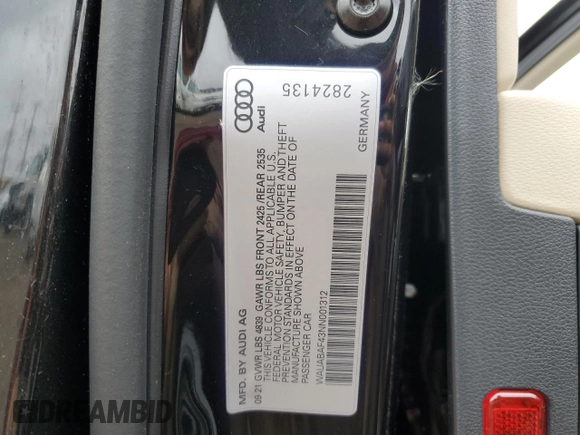 Audi
2824135
MFD. BY AUDI AG
GERMANY
09 21 GVWR LBS 4839 GAWR LBS FRONT 2425 /REAR 2535
THIS VEHICLE CONFORMS TO ALL APPLICABLE U.S.
FEDERAL MOTOR VEHICLE SAFETY, BUMPER AND THEFT
PREVENTION STANDARDS IN EFFECT ON THE DATE OF
MANUFACTURE SHOWN ABOVE
PASSENGER CAR
WAUABAF43NN001312
DREAMBID